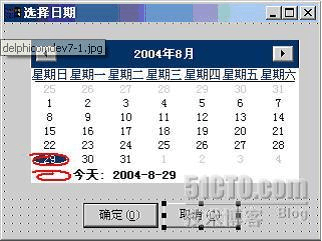 选择日期
delphicomdev7-1.jpg
2004年8月
星期日 星期一 星期二 星期三 星期四 星期五 星期六
25 26 27 28 29 30 31
1 2 3 4 5 6 7
8 9 10 11 12 13 14
15 16 17 18 19 20 21
22 23 24 25 26 27 28
29 30 31 1 2 3 4
今天: 2004-8-29
51CTO.com
确定(O) 取消(C)
技术博客 Blog